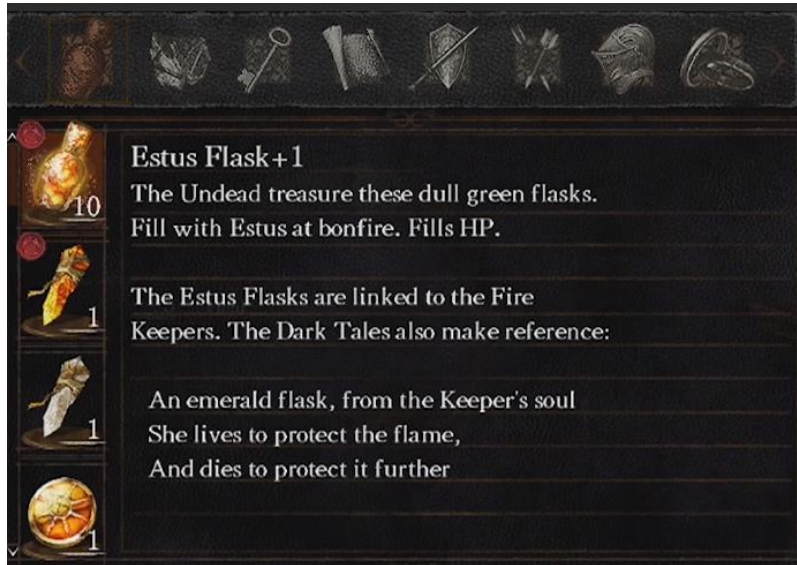 Estus Flask+1
The Undead treasure these dull green flasks.
Fill with Estus at bonfire. Fills HP.
The Estus Flasks are linked to the Fire
Keepers. The Dark Tales also make reference:
An emerald flask, from the Keeper's soul
She lives to protect the flame,
And dies to protect it further
10
1
1
1